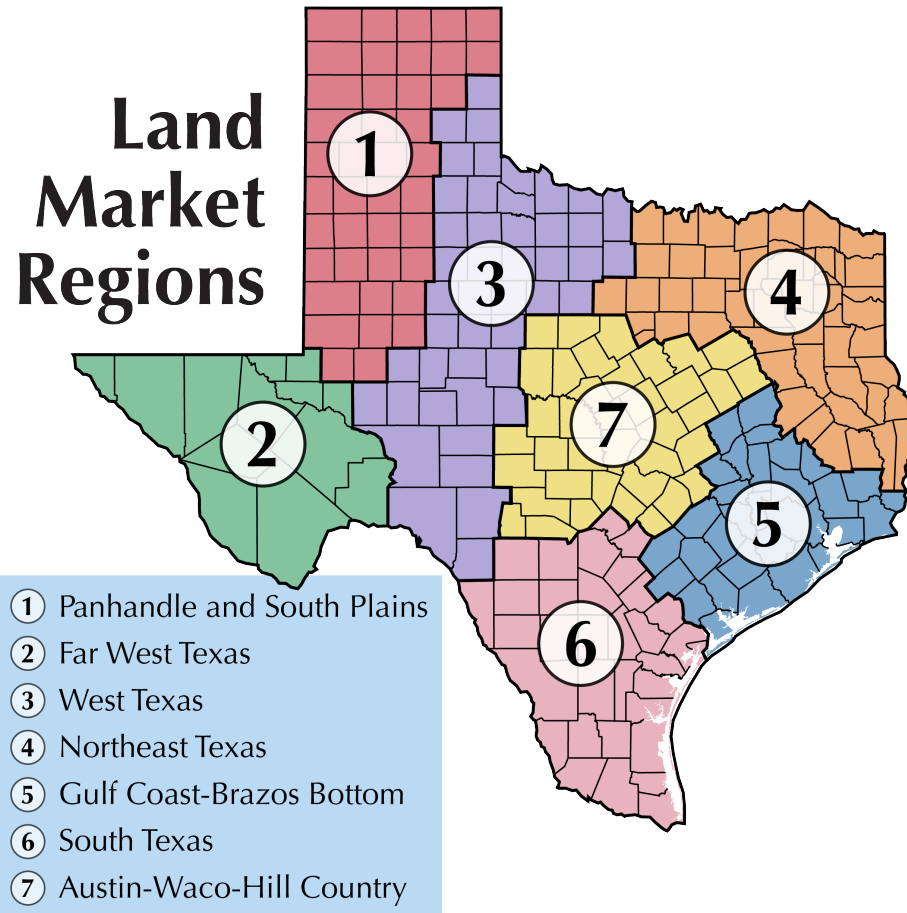 Land
Market
Regions
1
3
4
2
7
5
6
1 Panhandle and South Plains
2 Far West Texas
3 West Texas
4 Northeast Texas
5 Gulf Coast-Brazos Bottom
6 South Texas
7 Austin-Waco-Hill Country